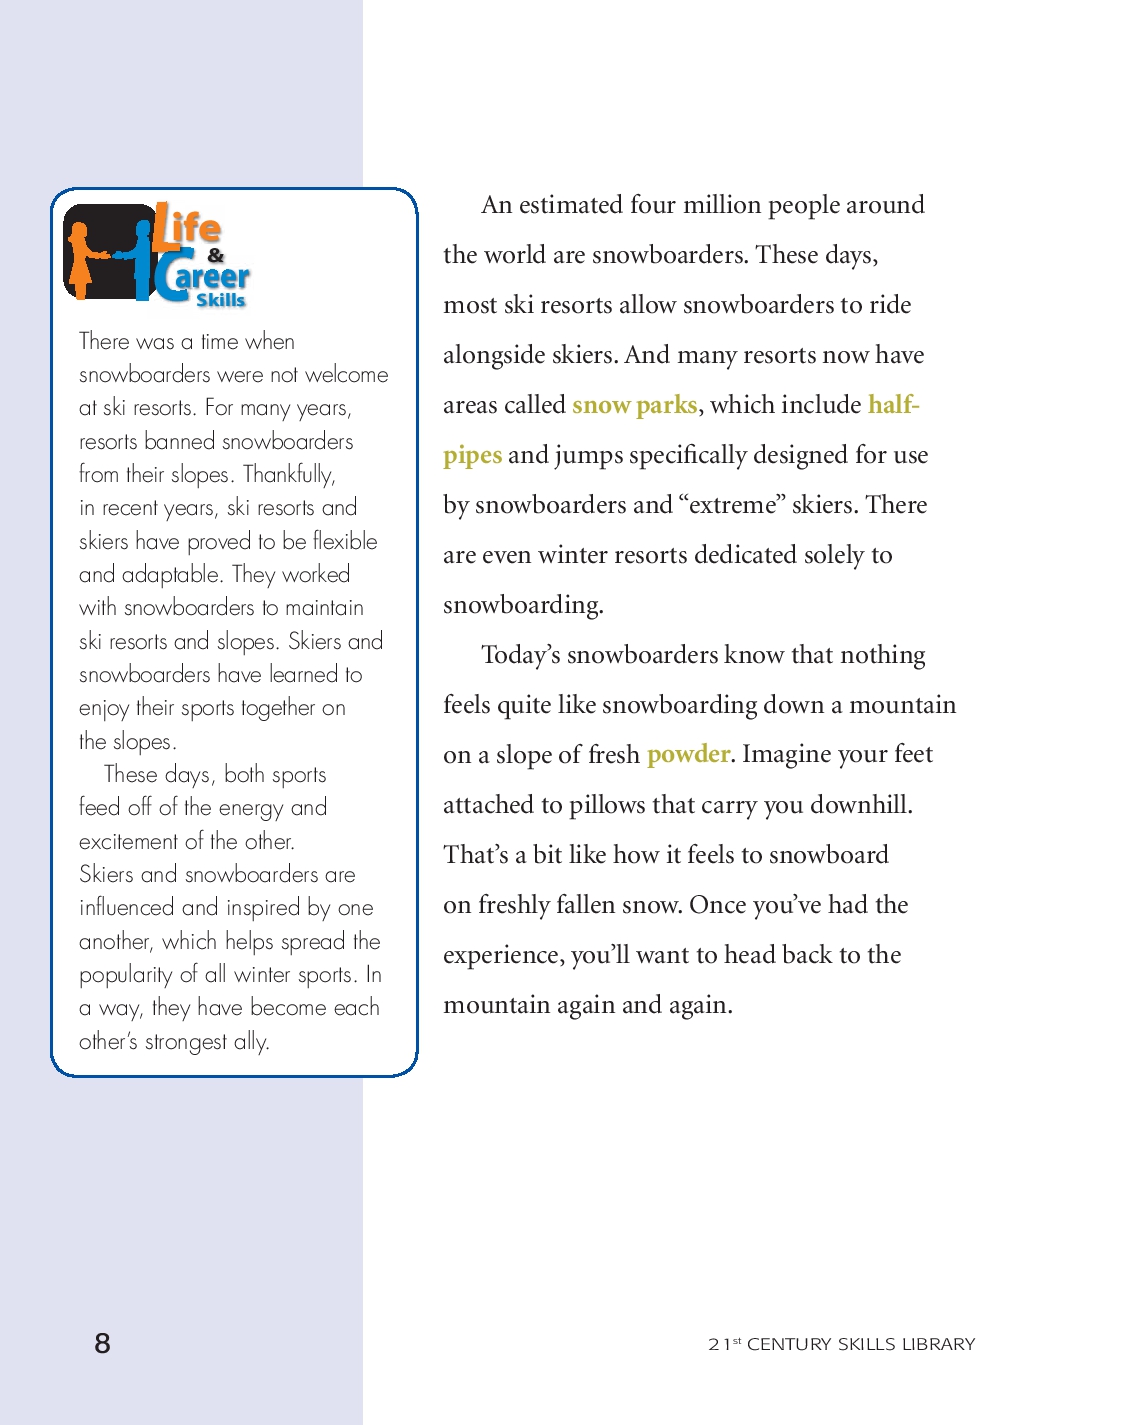 Life
&
Career
Skills
There was a time when
snowboarders were not welcome
at ski resorts. For many years,
resorts banned snowboarders
from their slopes. Thankfully,
in recent years, ski resorts and
skiers have proved to be flexible
and adaptable. They worked
with snowboarders to maintain
ski resorts and slopes. Skiers and
snowboarders have learned to
enjoy their sports together on
the slopes.
These days, both sports
feed off of the energy and
excitement of the other.
Skiers and snowboarders are
influenced and inspired by one
another, which helps spread the
popularity of all winter sports. In
a way, they have become each
other’s strongest ally.
An estimated four million people around
the world are snowboarders. These days,
most ski resorts allow snowboarders to ride
alongside skiers. And many resorts now have
areas called snow parks, which include half-
pipes and jumps specifically designed for use
by snowboarders and “extreme” skiers. There
are even winter resorts dedicated solely to
snowboarding.
Today’s snowboarders know that nothing
feels quite like snowboarding down a mountain
on a slope of fresh powder. Imagine your feet
attached to pillows that carry you downhill.
That’s a bit like how it feels to snowboard
on freshly fallen snow. Once you’ve had the
experience, you’ll want to head back to the
mountain again and again.
8
21st CENTURY SKILLS LIBRARY